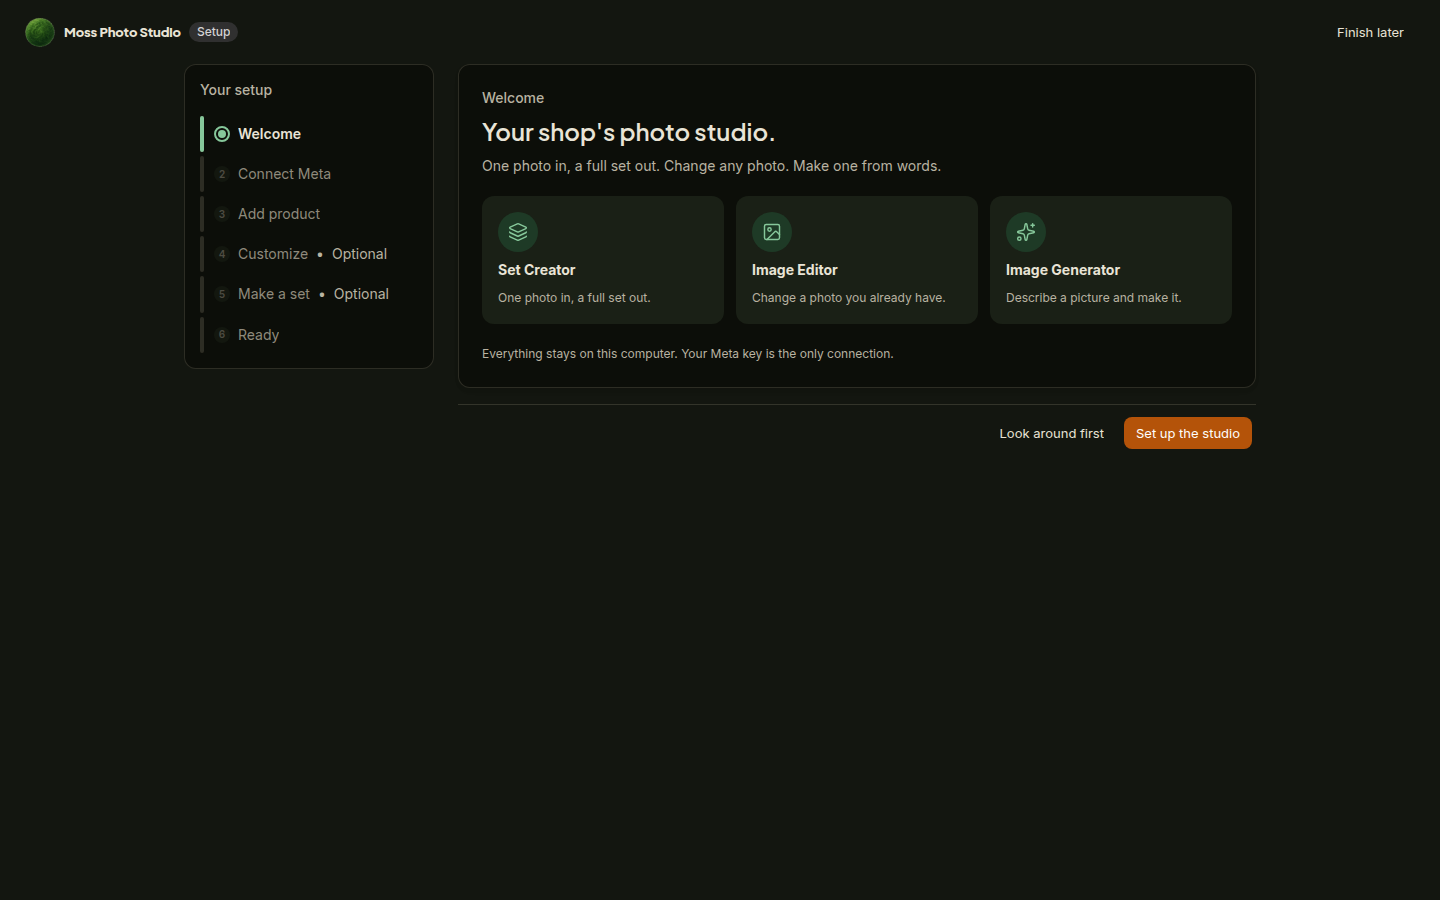 Moss Photo Studio
Setup
Finish later
Your setup
Welcome
2 Connect Meta
3 Add product
4 Customize • Optional
5 Make a set • Optional
6 Ready
Welcome
Your shop's photo studio.
One photo in, a full set out. Change any photo. Make one from words.
Set Creator
One photo in, a full set out.
Image Editor
Change a photo you already have.
Image Generator
Describe a picture and make it.
Everything stays on this computer. Your Meta key is the only connection.
Look around first
Set up the studio